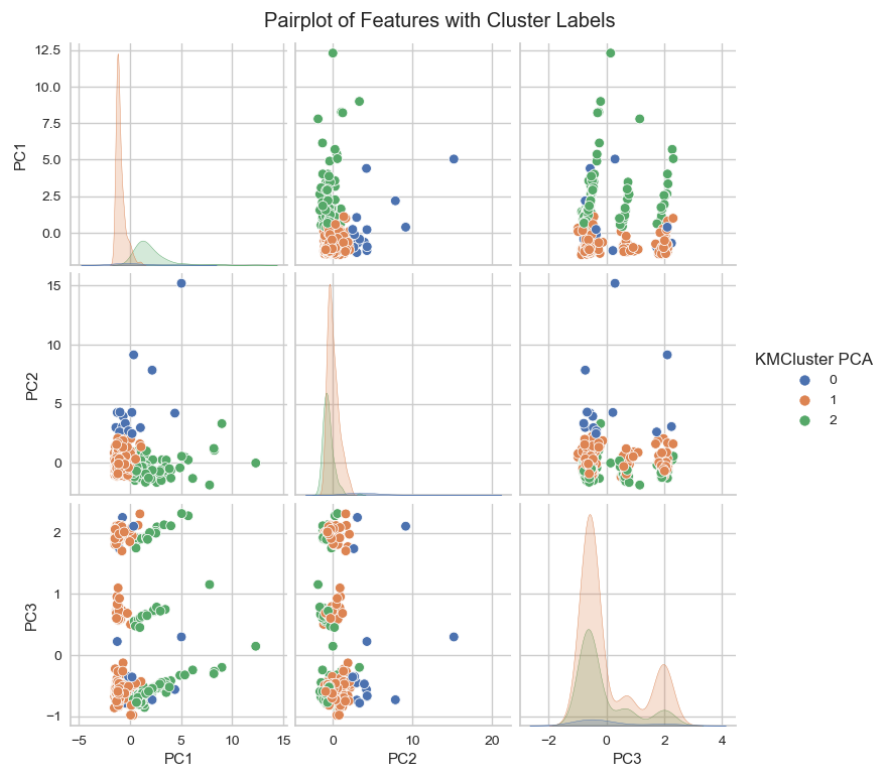 Pairplot of Features with Cluster Labels
12.5
10.0
7.5
5.0
2.5
0.0
PC1
15
10
5
0
PC2
KMCluster PCA
0
1
2
2
1
0
−1
PC3
−5 0 5 10 15
0 10 20
−2 0 2 4
PC1 PC2 PC3